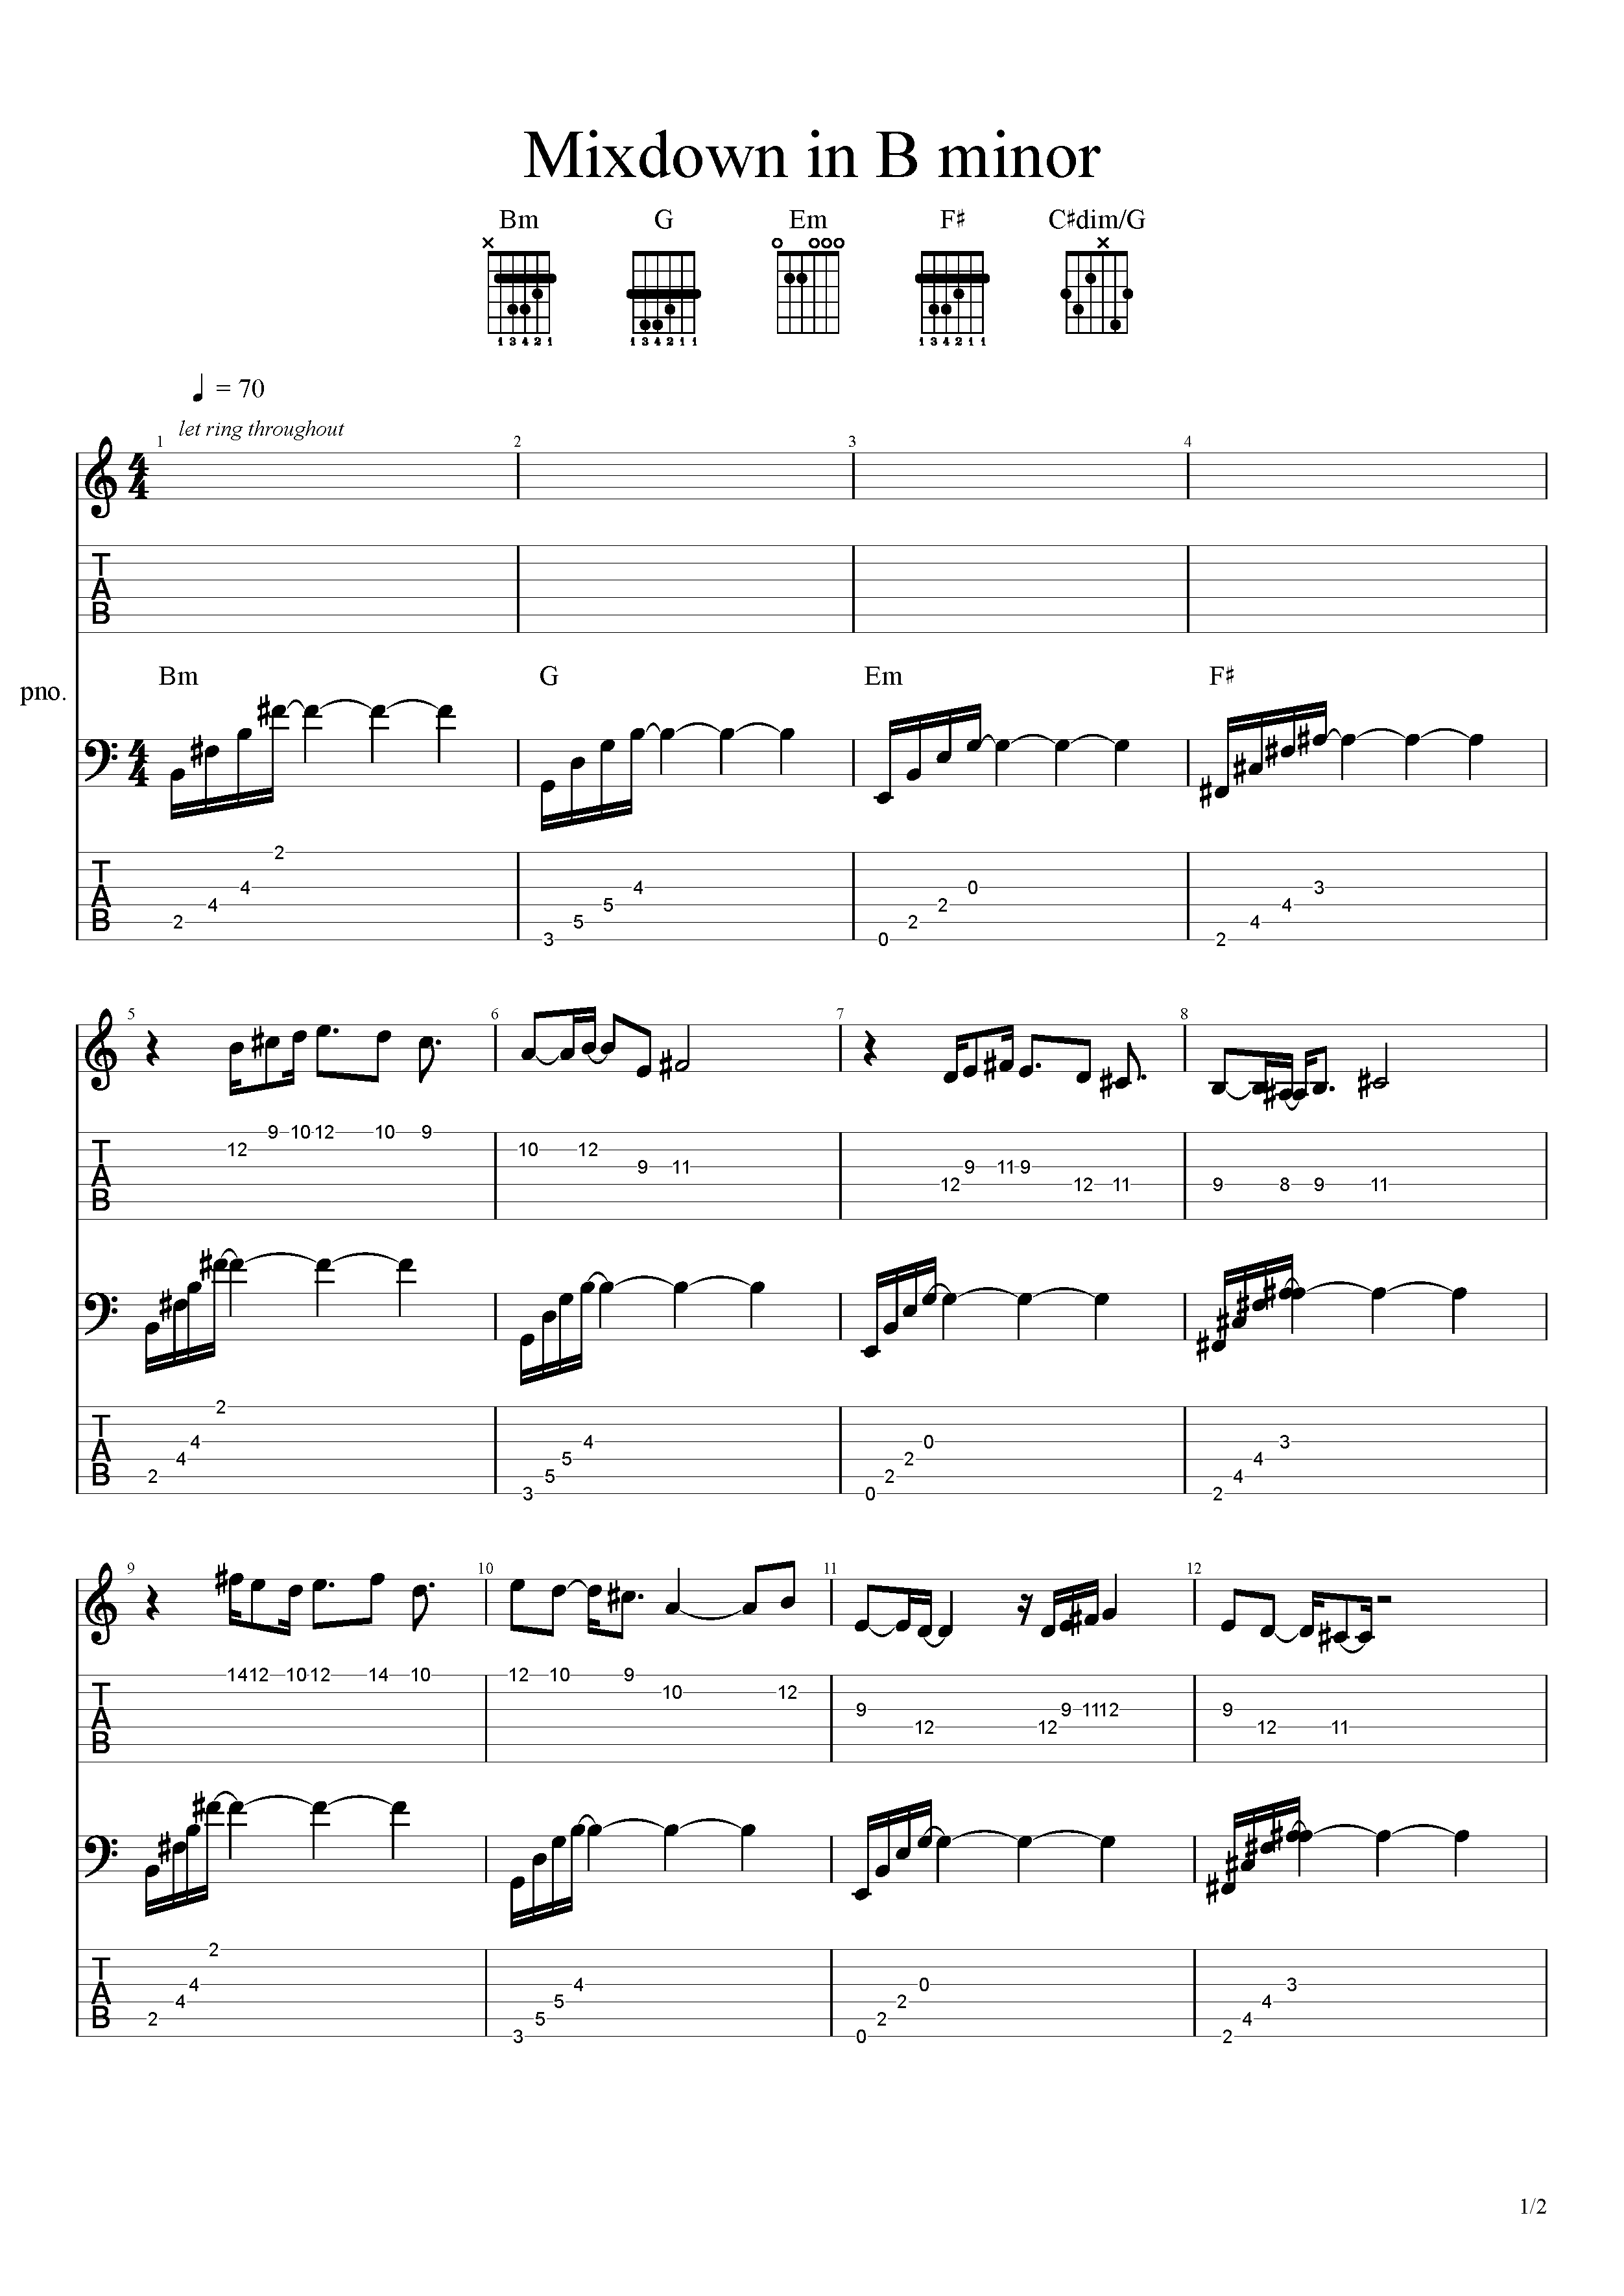 Mixdown in B minor
Bm G Em F♯ C♯dim/G
× × 
1 3 4 2 1 1 3 4 2 1 1 1 3 4 2 1 1
♩ = 70
let ring throughout
1 2 3 4
4 4
T A B
Bm G Em F♯
pno.
4 4
T A B
2 4 4 2 3 5 5 4 0 2 2 0 2 4 4 3
5 6 7 8
T A B
12 9 10 12 10 9 10 12 9 11 12 9 11 9 12 11 9 8 9 11
T A B
2 4 4 2 3 5 5 4 0 2 2 0 2 4 4 3
9 10 11 12
T A B
14 12 10 12 14 10 12 10 9 10 12 9 12 12 9 11 12 9 12 11
T A B
2 4 4 2 3 5 5 4 0 2 2 0 2 4 4 3
1/2